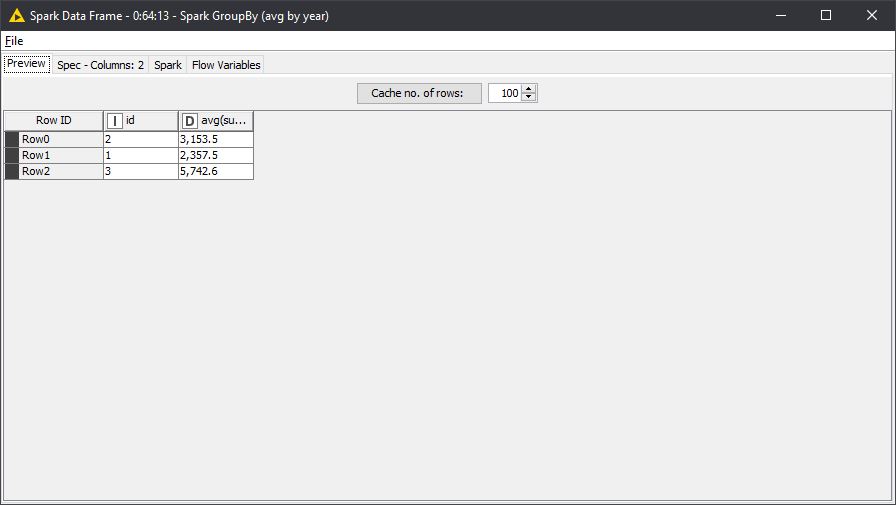 Spark Data Frame - 0:64:13 - Spark GroupBy (avg by year)
File
Preview Spec - Columns: 2 Spark Flow Variables
Cache no. of rows: 100
Row ID I id D avg(su...
Row0 2 3,153.5
Row1 1 2,357.5
Row2 3 5,742.6